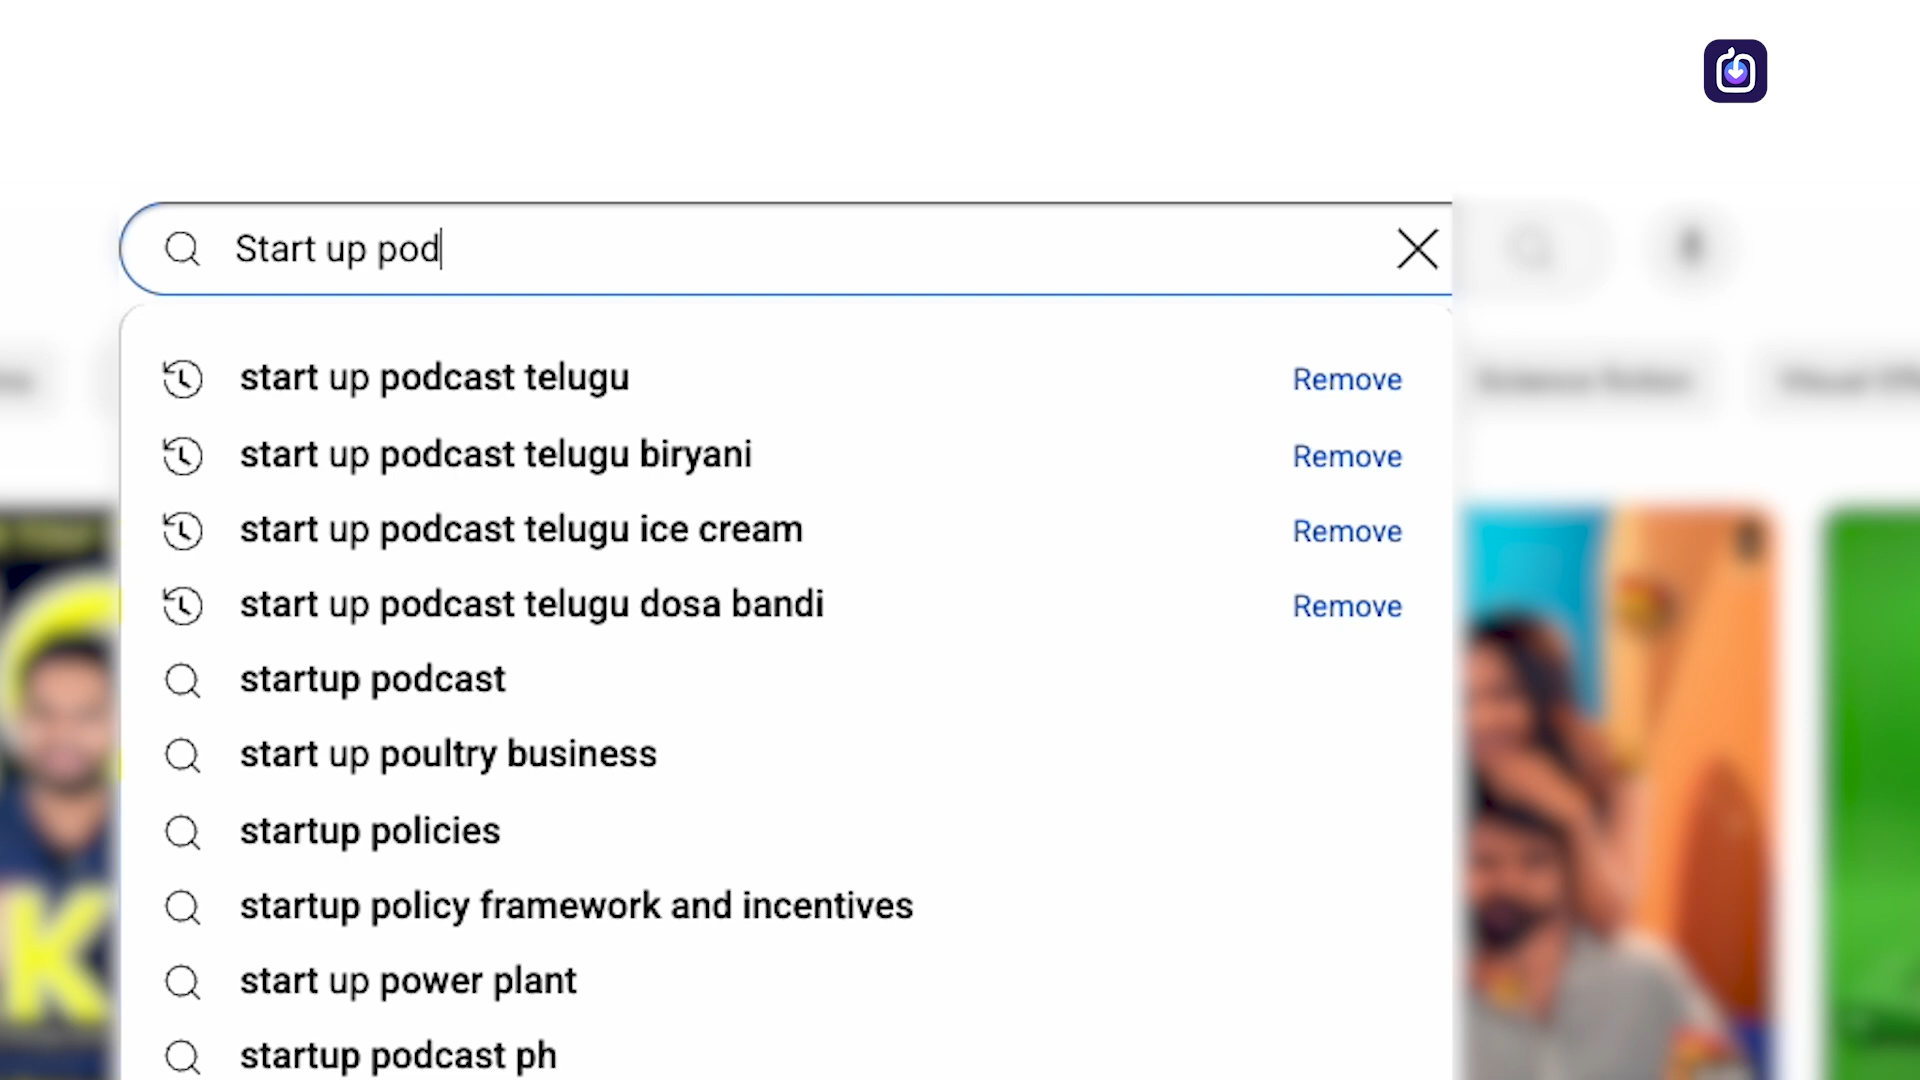 Start up pod
start up podcast telugu Remove
start up podcast telugu biryani Remove
start up podcast telugu ice cream Remove
start up podcast telugu dosa bandi Remove
startup podcast
start up poultry business
startup policies
startup policy framework and incentives
start up power plant
startup podcast ph